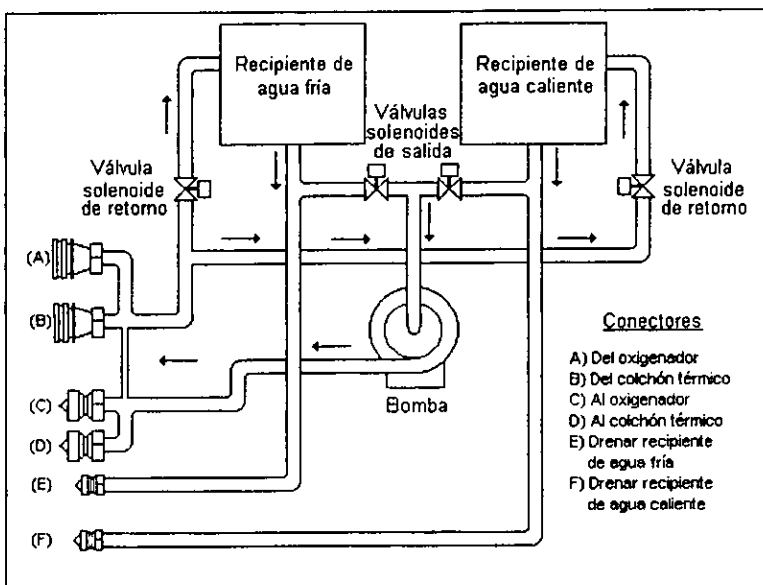 Recipiente de
agua fría
Recipiente de
agua caliente
Válvulas
solenoides
de salida
Válvula
solenoide
de retorno
Válvula
solenoide
de retorno
(A)
(B)
(C)
(D)
(E)
(F)
Bomba
Conectores
A) Del oxigenador
B) Del colchón térmico
C) Al oxigenador
D) Al colchón térmico
E) Drenar recipiente
de agua fría
F) Drenar recipiente
de agua caliente